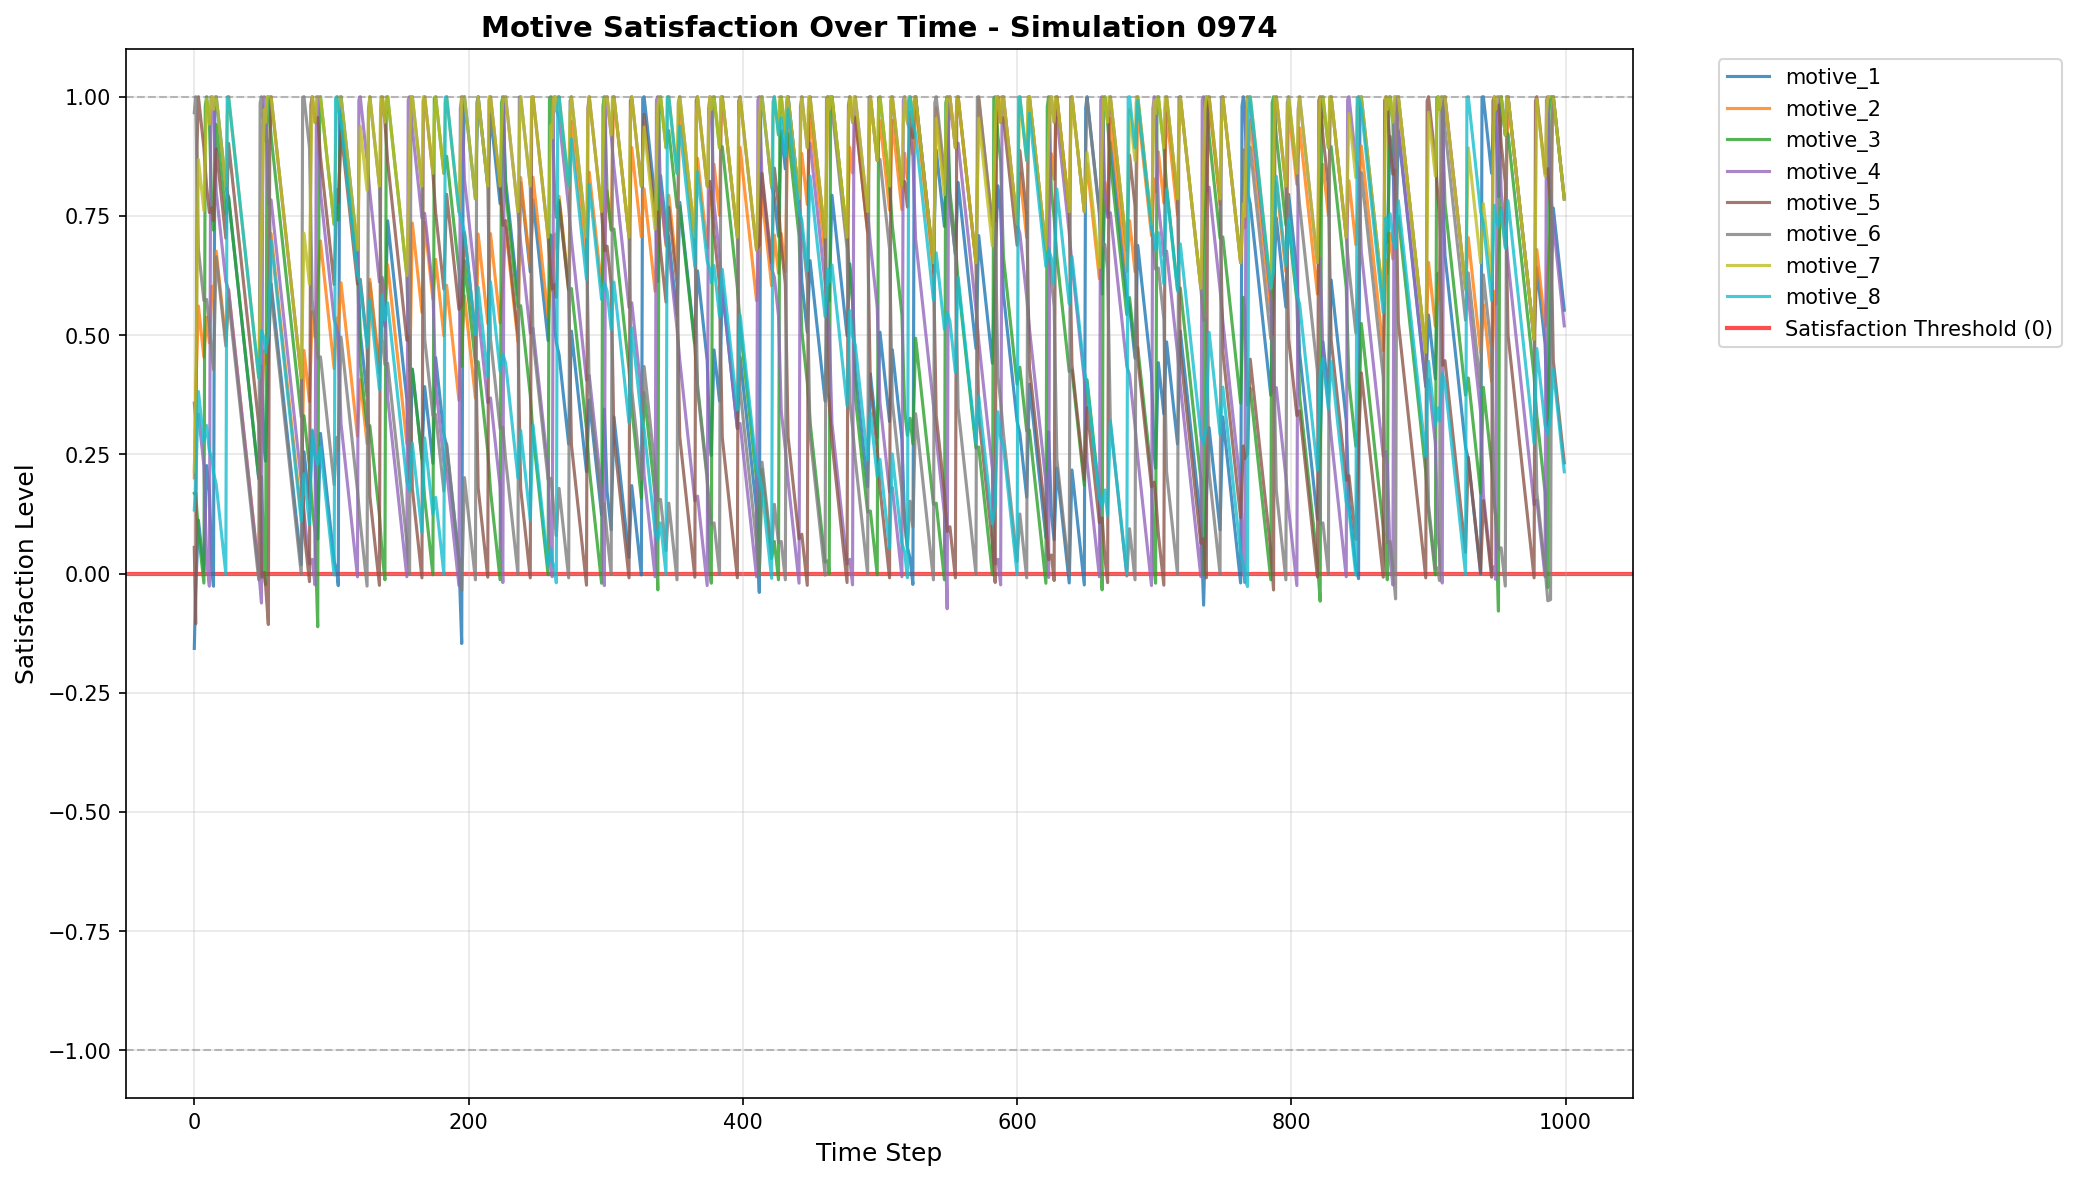 Motive Satisfaction Over Time - Simulation 0974
Satisfaction Level
1.00
0.75
0.50
0.25
0.00
−0.25
−0.50
−0.75
−1.00
0
200
400
600
800
1000
Time Step
motive_1
motive_2
motive_3
motive_4
motive_5
motive_6
motive_7
motive_8
Satisfaction Threshold (0)